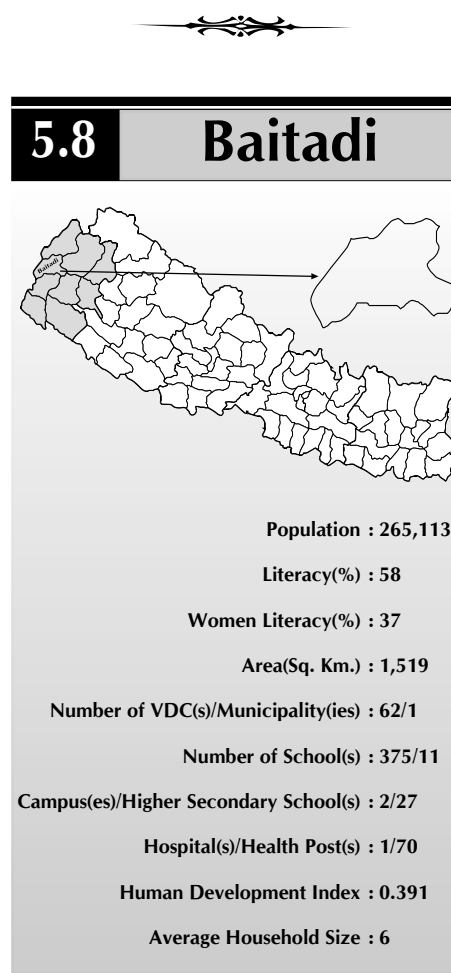 5.8 Baitadi
Baitadi
Population : 265,113
Literacy(%) : 58
Women Literacy(%) : 37
Area(Sq. Km.) : 1,519
Number of VDC(s)/Municipality(ies) : 62/1
Number of School(s) : 375/11
Campus(es)/Higher Secondary School(s) : 2/27
Hospital(s)/Health Post(s) : 1/70
Human Development Index : 0.391
Average Household Size : 6